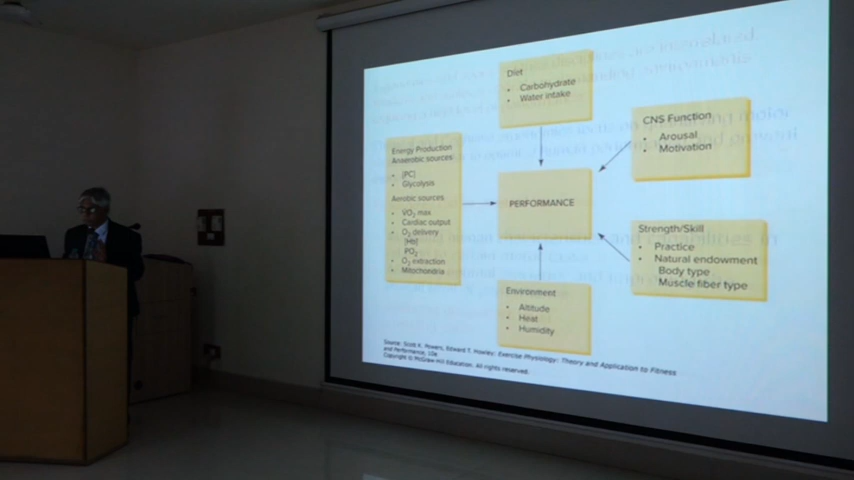 Diet
• Carbohydrate
• Water intake
CNS Function
• Arousal
• Motivation
Energy Production
Anaerobic sources
• [PC]
• Glycolysis
Aerobic sources
• VO₂ max
• Cardiac output
• O₂ delivery
[Hb]
PO₂
• O₂ extraction
• Mitochondria
PERFORMANCE
Strength/Skill
• Practice
• Natural endowment
Body type
Muscle fiber type
Environment
• Altitude
• Heat
• Humidity
Source: Scott K. Powers, Edward T. Howley: Exercise Physiology: Theory and Application to Fitness
and Performance, 10e
Copyright © McGraw-Hill Education. All rights reserved.